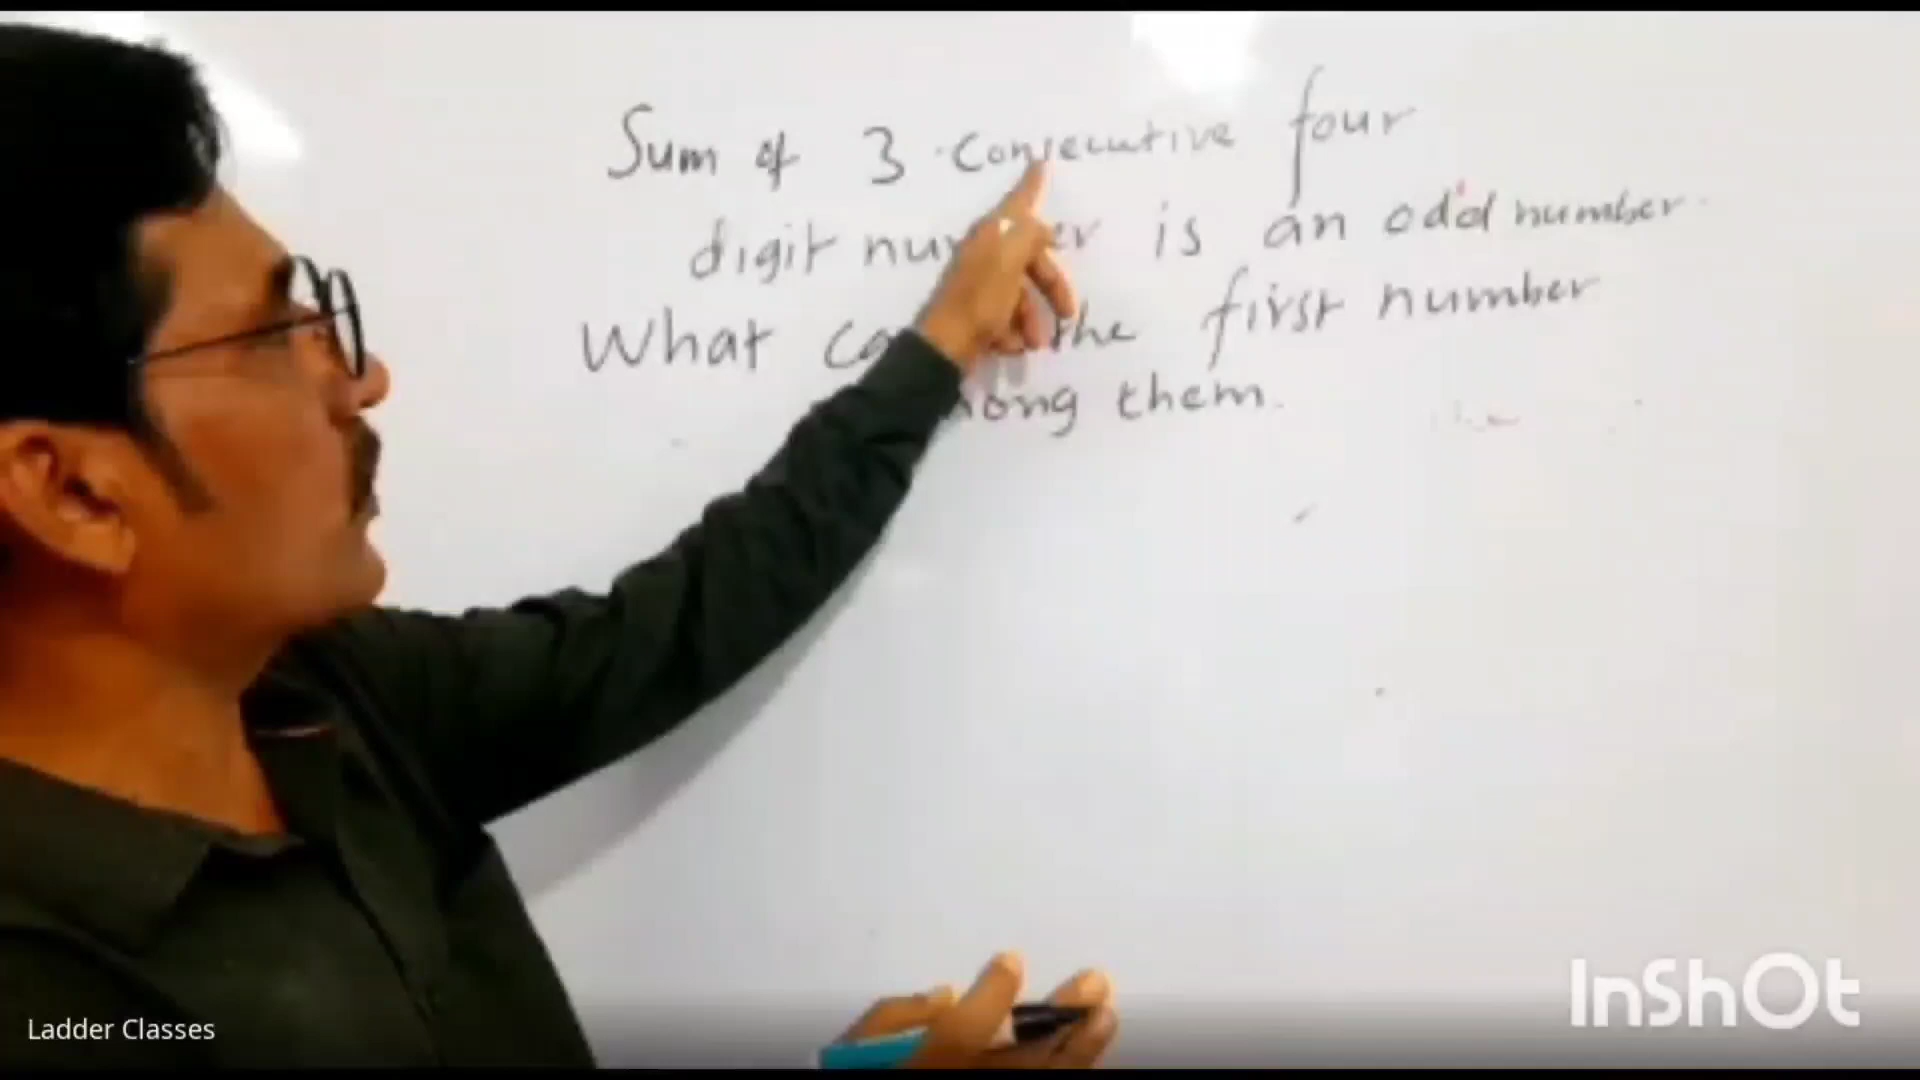 Sum of 3 consecutive four
digit is an odd number.
What the first number
them.
Ladder Classes
InShOt